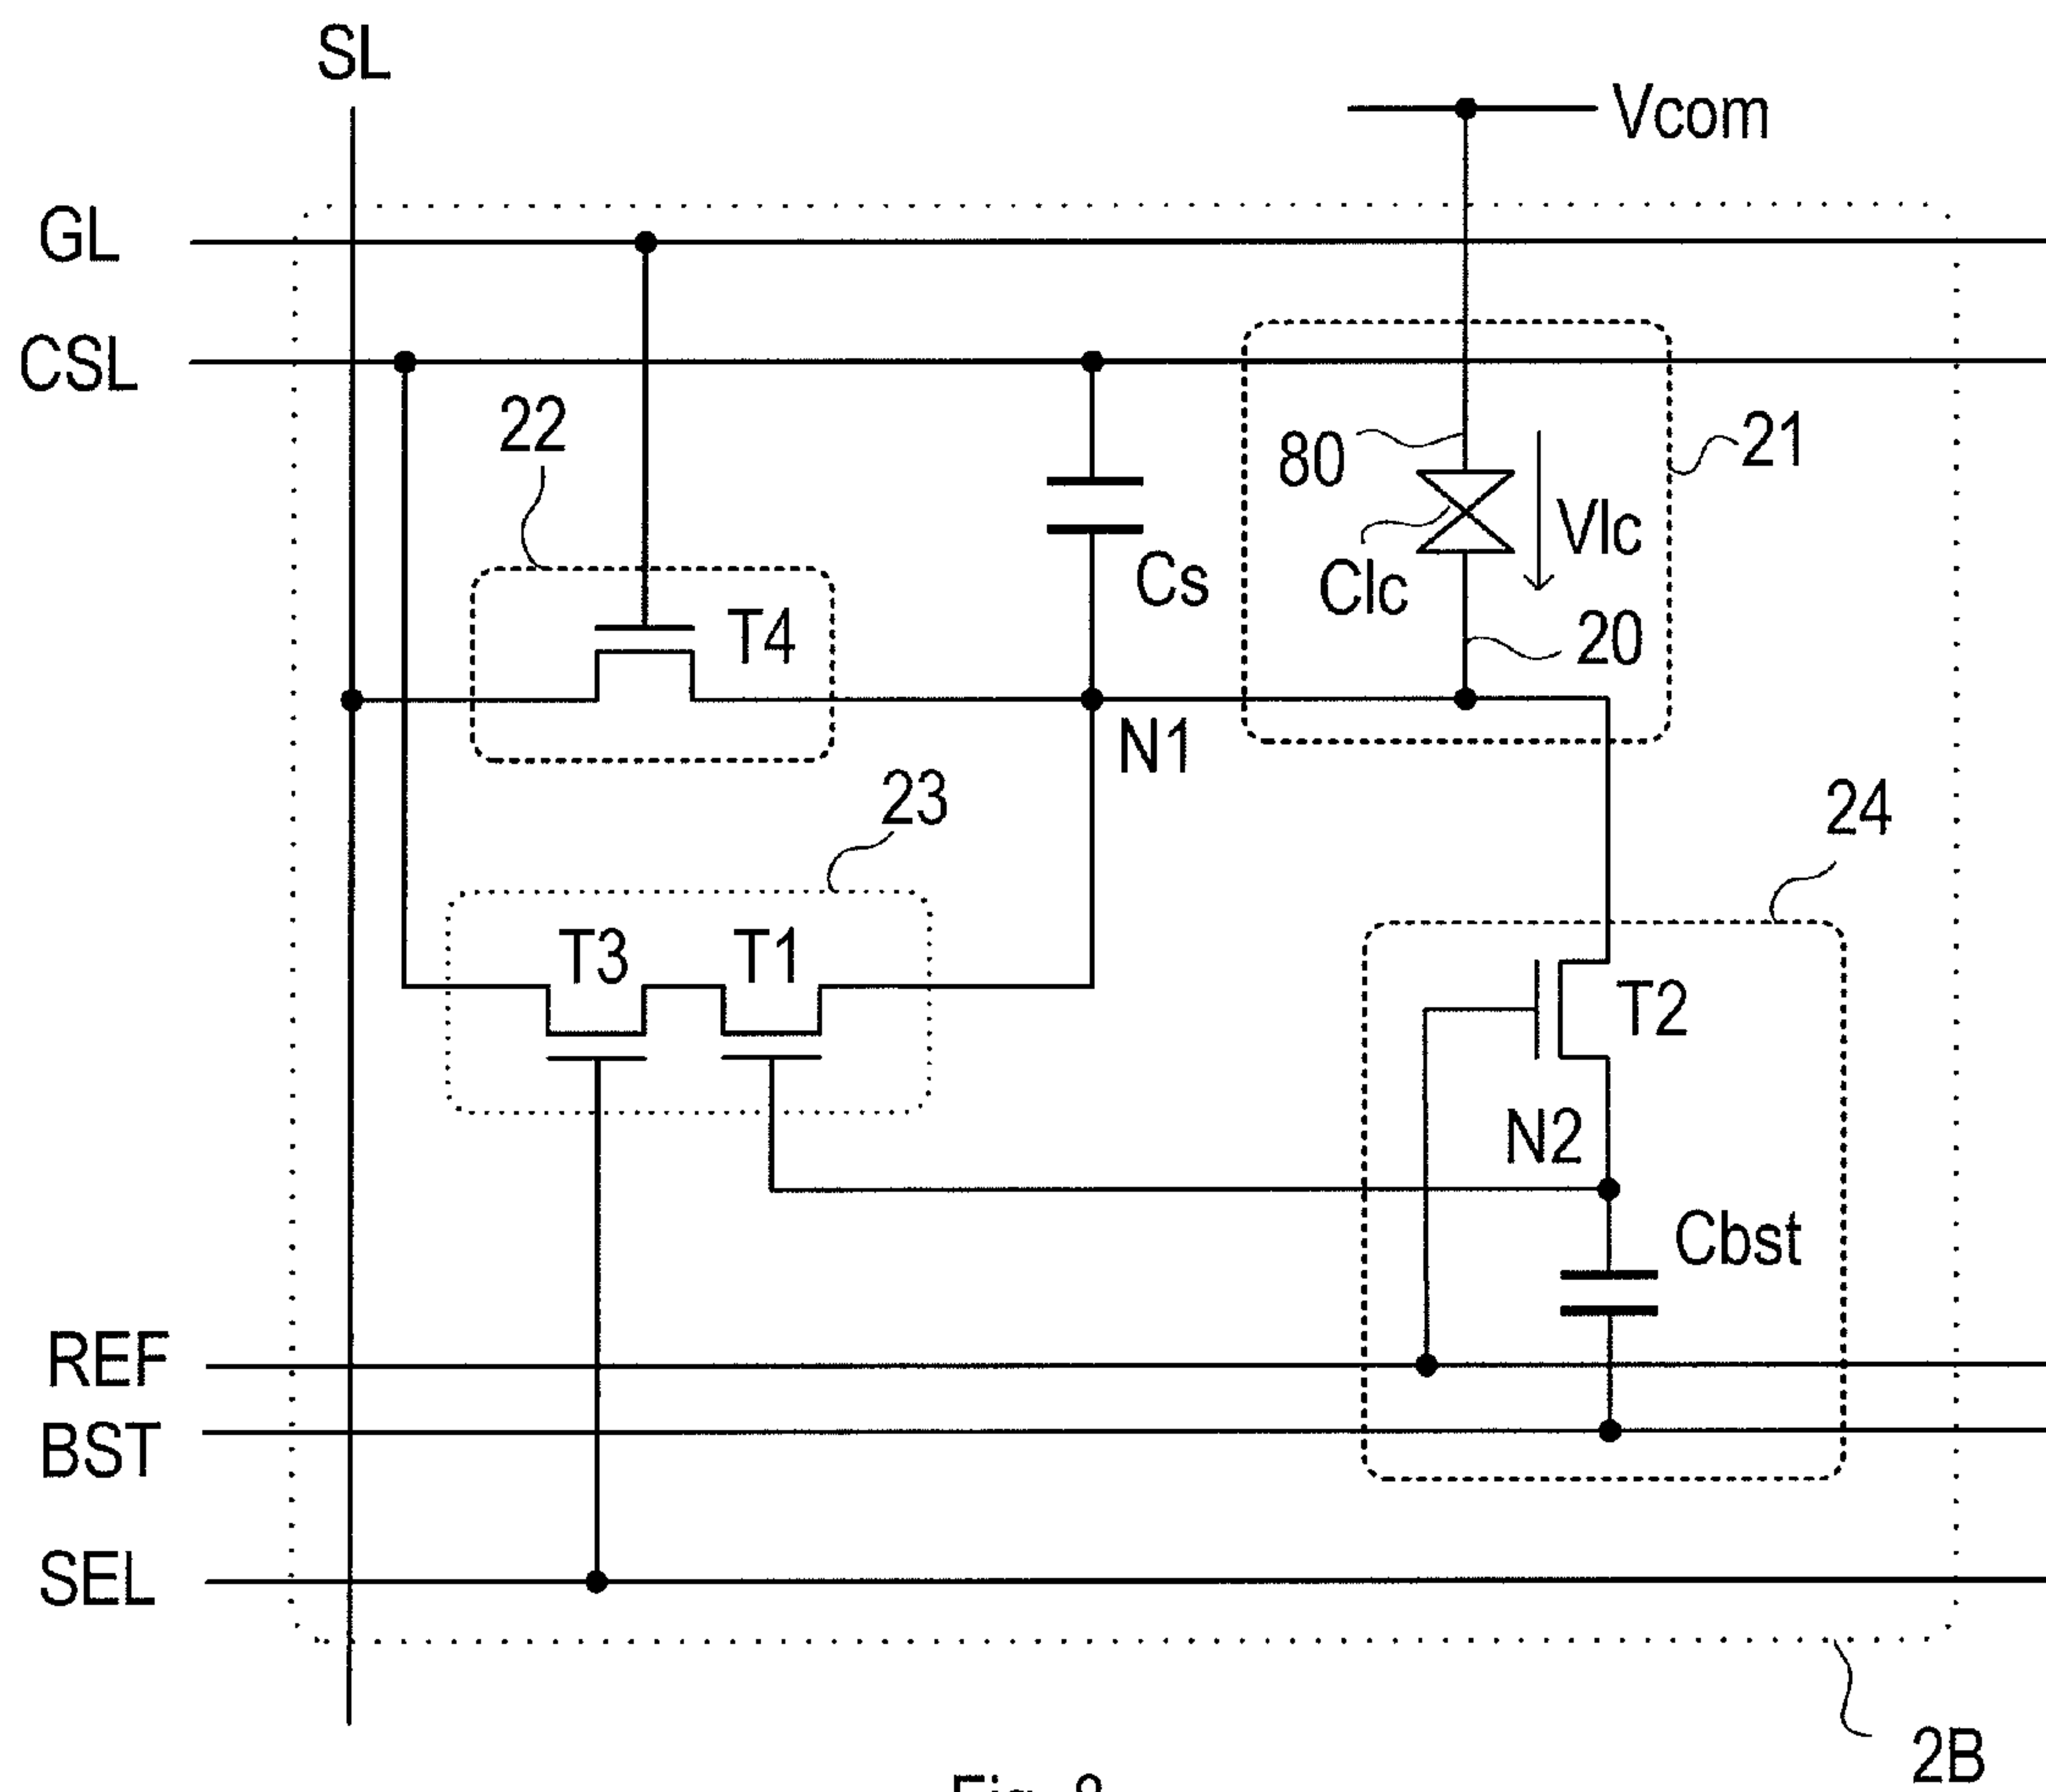 SL
Vcom
GL
CSL
22
80
21
Vlc
Clc
Cs
T4
20
N1
23
24
T3
T1
T2
N2
Cbst
REF
BST
SEL
2B